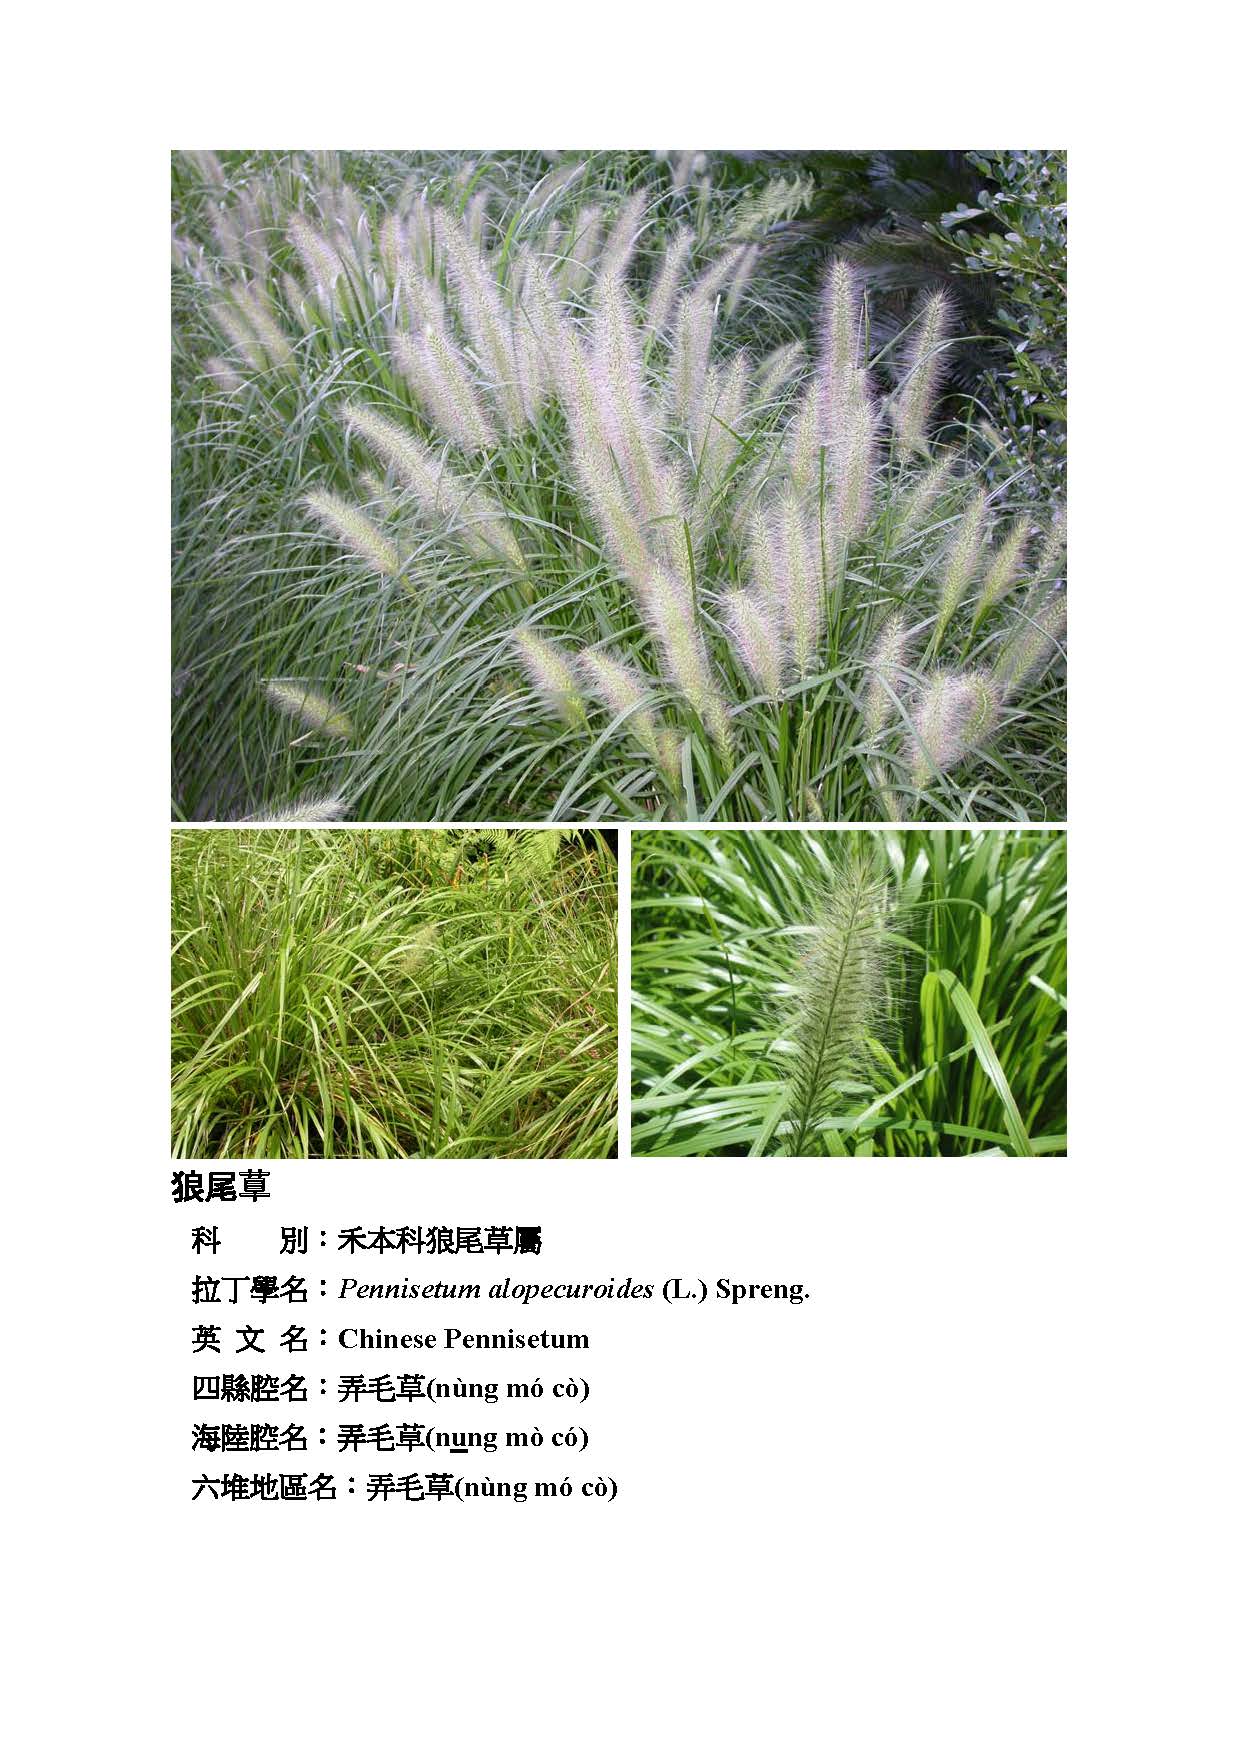 狼尾草
科　　別：禾本科狼尾草屬
拉丁學名：Pennisetum alopecuroides (L.) Spreng.
英 文 名：Chinese Pennisetum
四縣腔名：弄毛草(nùng mó cò)
海陸腔名：弄毛草(nung mò có)
六堆地區名：弄毛草(nùng mó cò)